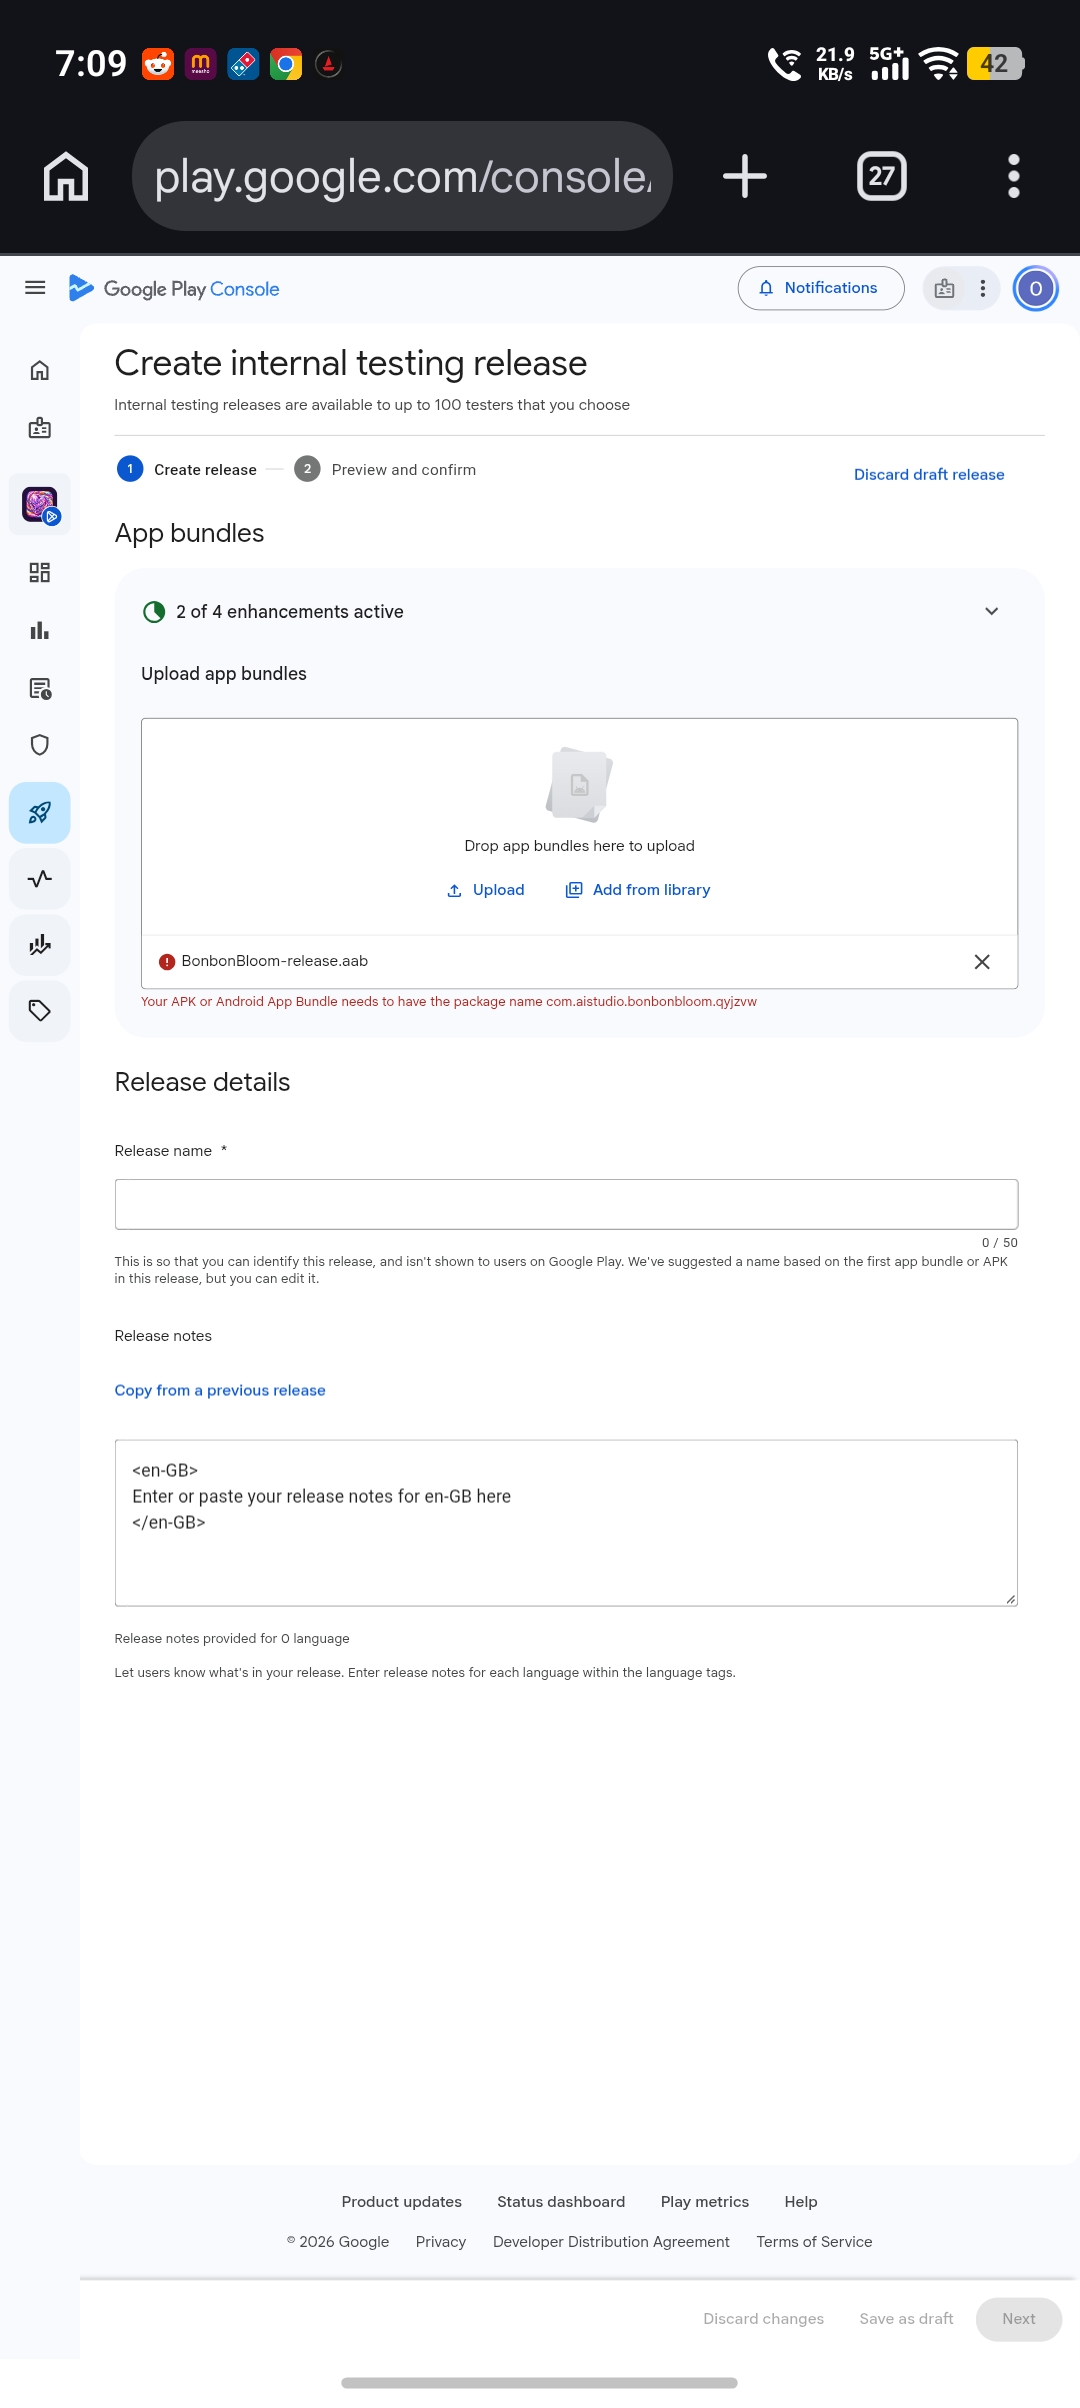 7:09
21.9
KB/s
5G+
42
play.google.com/console/
27
Google Play Console
Notifications
O
Create internal testing release
Internal testing releases are available to up to 100 testers that you choose
1 Create release
2 Preview and confirm
Discard draft release
App bundles
2 of 4 enhancements active
Upload app bundles
Drop app bundles here to upload
Upload
Add from library
BonbonBloom-release.aab
Your APK or Android App Bundle needs to have the package name com.aistudio.bonbonbloom.qyjzvw
Release details
Release name *
0 / 50
This is so that you can identify this release, and isn't shown to users on Google Play. We've suggested a name based on the first app bundle or APK
in this release, but you can edit it.
Release notes
Copy from a previous release
<en-GB>
Enter or paste your release notes for en-GB here
</en-GB>
Release notes provided for 0 language
Let users know what's in your release. Enter release notes for each language within the language tags.
Product updates
Status dashboard
Play metrics
Help
© 2026 Google
Privacy
Developer Distribution Agreement
Terms of Service
Discard changes
Save as draft
Next